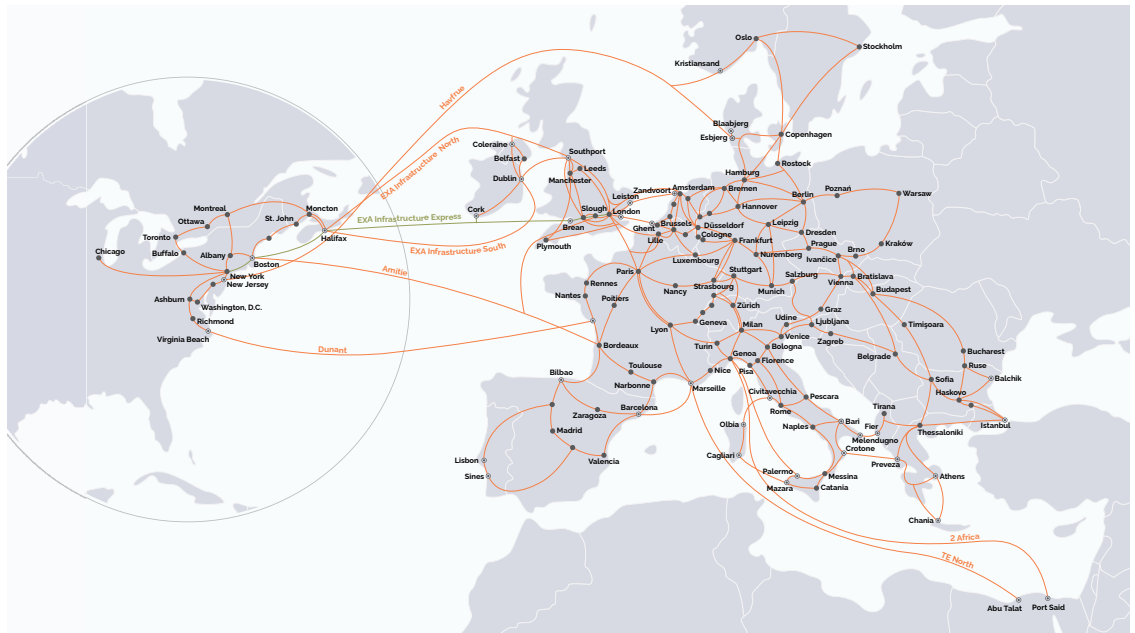 Oslo
Stockholm
Kristiansand
Havfrue
Blaabjerg
Esbjerg
Copenhagen
Coleraine
Belfast
Southport
Leeds
Manchester
Dublin
EXA Infrastructure North
Rostock
Hamburg
Zandvoort
Amsterdam
Bremen
Berlin
Poznań
Warsaw
Leiston
Slough
London
Hannover
Montreal
Moncton
Ottawa
St. John
Cork
EXA Infrastructure Express
Brean
Ghent
Brussels
Düsseldorf
Leipzig
Dresden
Toronto
Halifax
Plymouth
Lille
Cologne
Frankfurt
Prague
Kraków
Chicago
Buffalo
Albany
Boston
EXA Infrastructure South
Luxembourg
Nuremberg
Ivančice
Brno
New York
New Jersey
Amitie
Paris
Stuttgart
Salzburg
Vienna
Bratislava
Rennes
Nancy
Strasbourg
Munich
Budapest
Ashburn
Washington, D.C.
Nantes
Poitiers
Zürich
Graz
Richmond
Geneva
Udine
Ljubljana
Timișoara
Virginia Beach
Lyon
Milan
Venice
Zagreb
Dunant
Bordeaux
Turin
Bologna
Genoa
Florence
Belgrade
Bucharest
Toulouse
Nice
Pisa
Ruse
Bilbao
Narbonne
Marseille
Civitavecchia
Sofia
Balchik
Zaragoza
Barcelona
Rome
Pescara
Haskovo
Olbia
Naples
Bari
Tirana
Istanbul
Madrid
Fier
Thessaloniki
Melendugno
Crotone
Lisbon
Valencia
Cagliari
Preveza
Sines
Palermo
Messina
Athens
Mazara
Catania
Chania
2 Africa
TE North
Abu Talat
Port Said